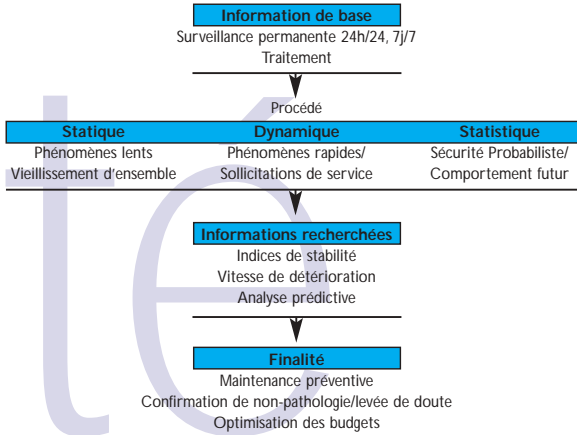 Information de base
Surveillance permanente 24h/24, 7j/7
Traitement
Procédé
Statique Dynamique Statistique
Phénomènes lents Phénomènes rapides/ Sécurité Probabiliste/
Vieillissement d'ensemble Sollicitations de service Comportement futur
Informations recherchées
Indices de stabilité
Vitesse de détérioration
Analyse prédictive
Finalité
Maintenance préventive
Confirmation de non-pathologie/levée de doute
Optimisation des budgets
té